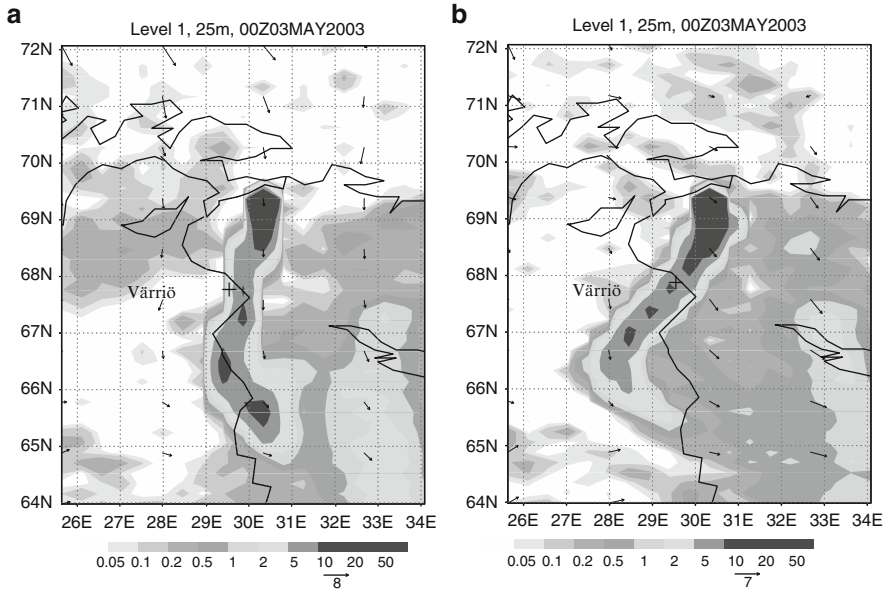 a
Level 1, 25m, 00Z03MAY2003
72N
71N
70N
69N
68N
67N
66N
65N
64N
Värriö
26E 27E 28E 29E 30E 31E 32E 33E 34E
0.05 0.1 0.2 0.5 1 2 5 10 20 50
8
b
Level 1, 25m, 00Z03MAY2003
72N
71N
70N
69N
68N
67N
66N
65N
64N
Värriö
26E 27E 28E 29E 30E 31E 32E 33E 34E
0.05 0.1 0.2 0.5 1 2 5 10 20 50
7